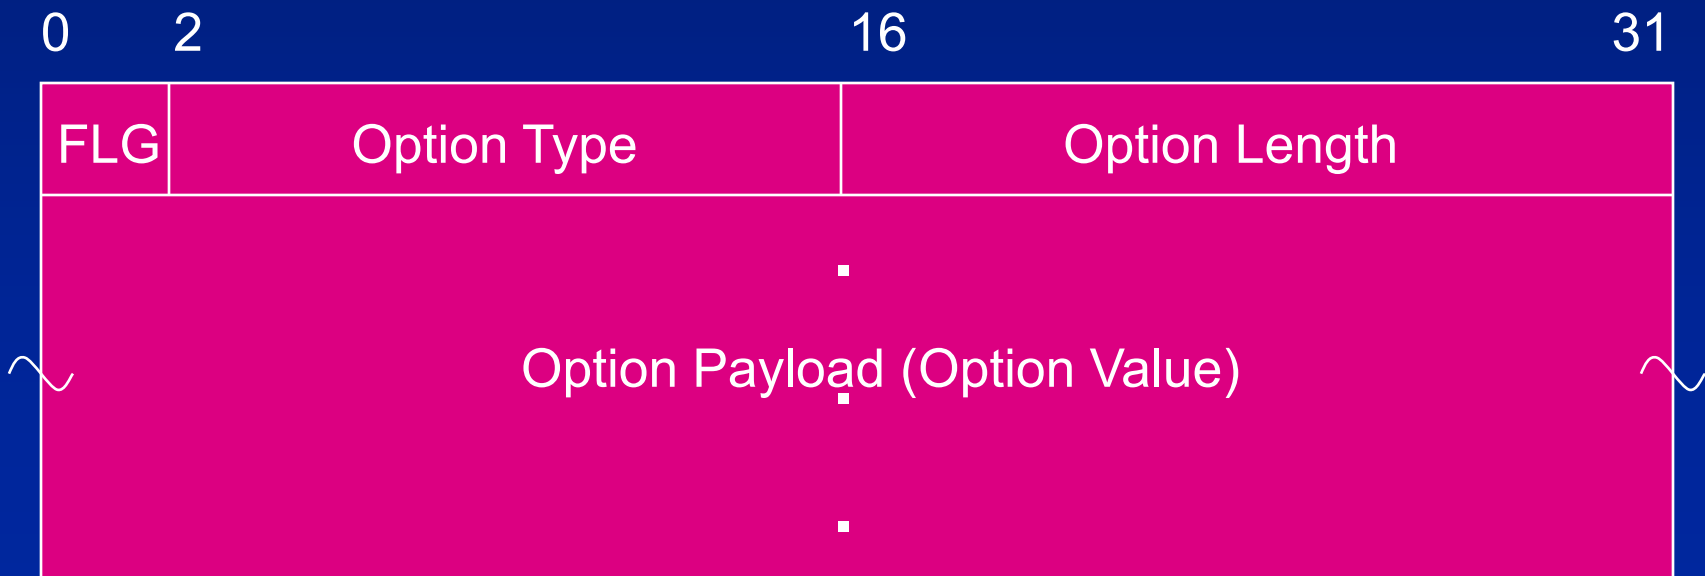 0 2 16 31
FLG Option Type Option Length
Option Payload (Option Value)